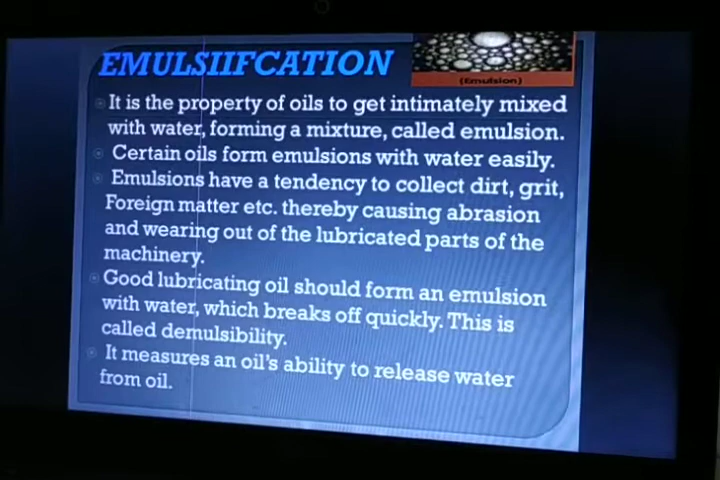 EMULSIIFCATION
(Emulsion)
It is the property of oils to get intimately mixed
with water, forming a mixture, called emulsion.
Certain oils form emulsions with water easily.
Emulsions have a tendency to collect dirt, grit,
Foreign matter etc. thereby causing abrasion
and wearing out of the lubricated parts of the
machinery.
Good lubricating oil should form an emulsion
with water, which breaks off quickly. This is
called demulsibility.
It measures an oil's ability to release water
from oil.